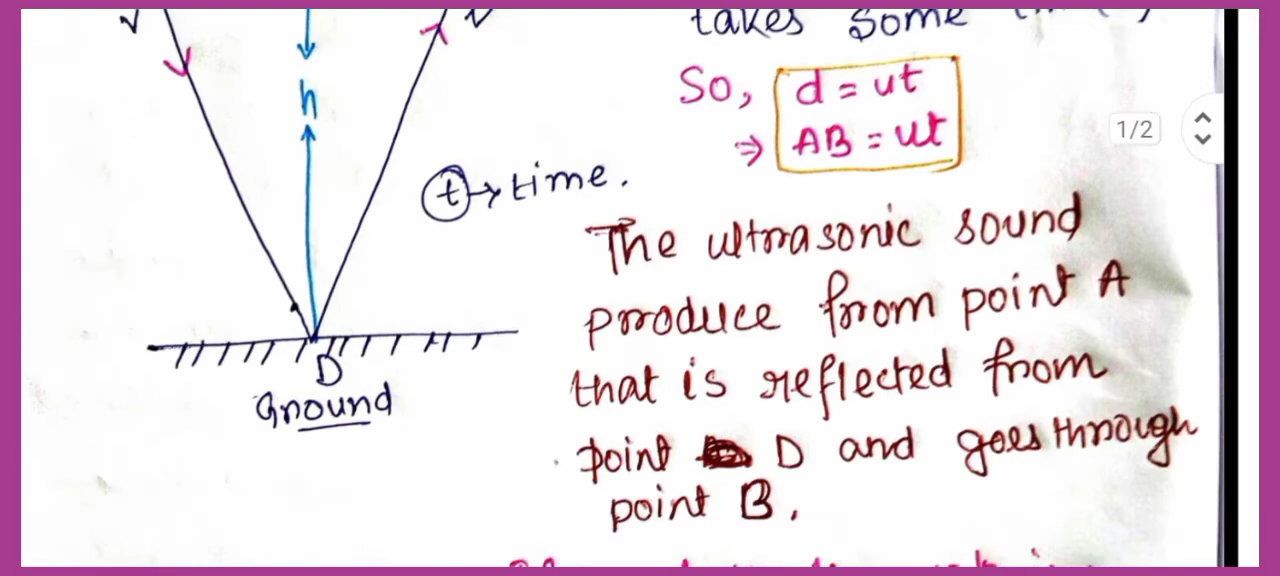 v
takes some
h
So, d = ut
⇒ AB = ut
1/2
t → time.
The ultrasonic sound
produce from point A
that is reflected from
point D and goes through
point B.
D
Ground